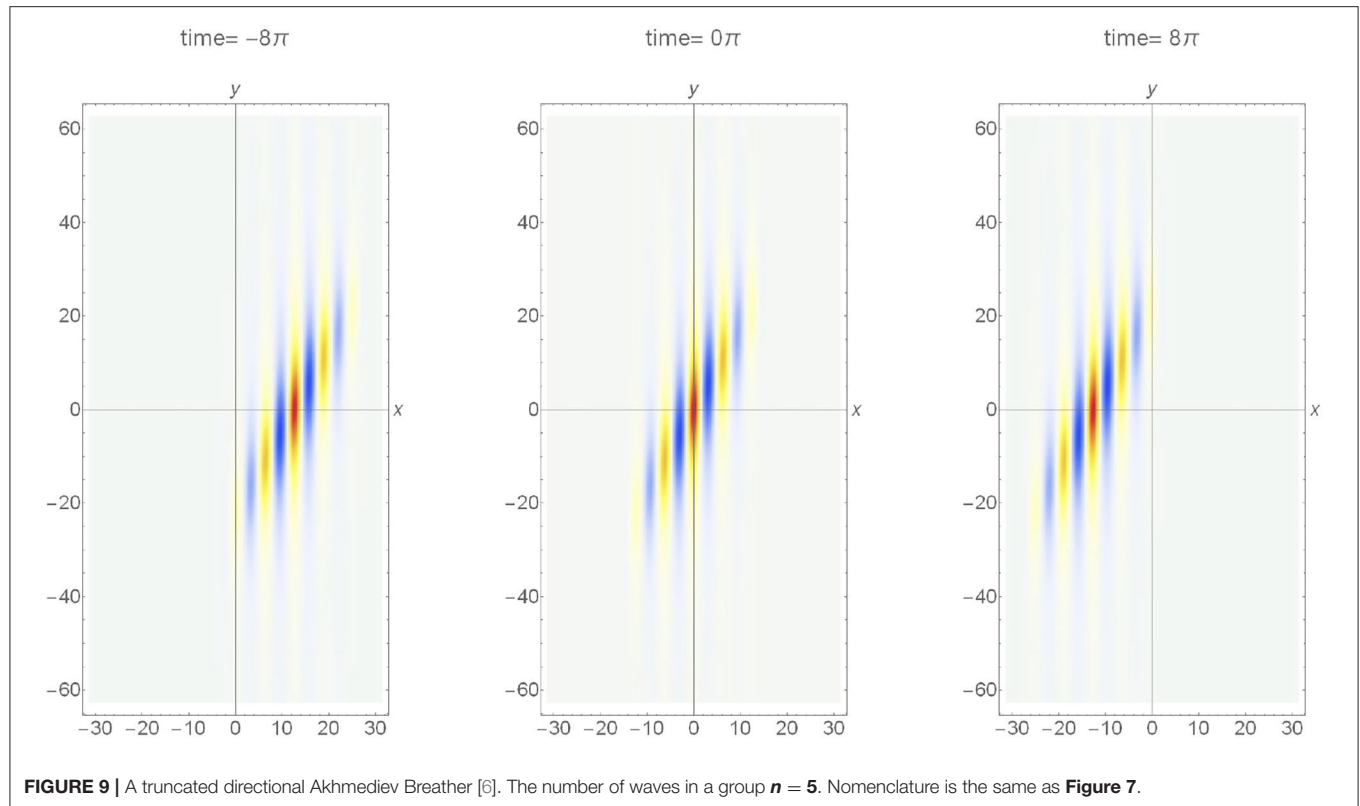 time= −8π
time= 0π
time= 8π
y
y
y
60
40
20
0
−20
−40
−60
x
−30 −20 −10 0 10 20 30
60
40
20
0
−20
−40
−60
x
−30 −20 −10 0 10 20 30
60
40
20
0
−20
−40
−60
x
−30 −20 −10 0 10 20 30
FIGURE 9 | A truncated directional Akhmediev Breather [6]. The number of waves in a group n = 5. Nomenclature is the same as Figure 7.